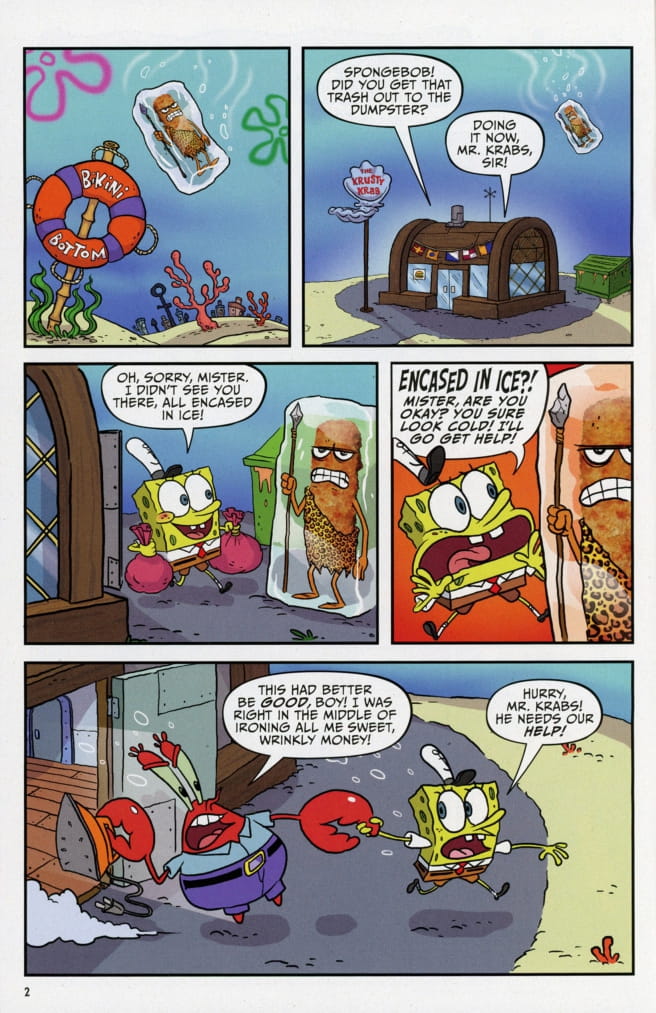 BIKINI
BOTTOM
SPONGEBOB!
DID YOU GET THAT
TRASH OUT TO THE
DUMPSTER?
DOING
IT NOW,
MR. KRABS,
SIR!
THE
KRUSTY
KRAB
OH, SORRY, MISTER.
I DIDN'T SEE YOU
THERE, ALL ENCASED
IN ICE!
ENCASED IN ICE?!
MISTER, ARE YOU
OKAY? YOU SURE
LOOK COLD! I'LL
GO GET HELP!
THIS HAD BETTER
BE GOOD, BOY! I WAS
RIGHT IN THE MIDDLE OF
IRONING ALL ME SWEET,
WRINKLY MONEY!
HURRY,
MR. KRABS!
HE NEEDS OUR
HELP!
2